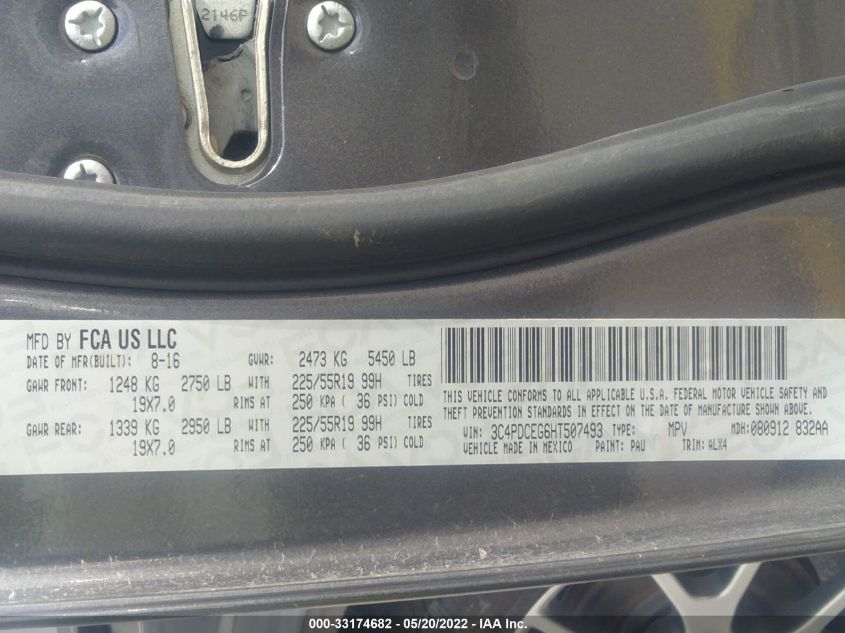 2146P
MFD BY FCA US LLC
DATE OF MFR(BUILT): 8-16 GVWR: 2473 KG 5450 LB
GAWR FRONT: 1248 KG 2750 LB WITH 225/55R19 99H TIRES
19X7.0 RIMS AT 250 KPA ( 36 PSI) COLD
GAWR REAR: 1339 KG 2950 LB WITH 225/55R19 99H TIRES
19X7.0 RIMS AT 250 KPA ( 36 PSI) COLD
THIS VEHICLE CONFORMS TO ALL APPLICABLE U.S.A. FEDERAL MOTOR VEHICLE SAFETY AND
THEFT PREVENTION STANDARDS IN EFFECT ON THE DATE OF MANUFACTURE SHOWN ABOVE.
VIN: 3C4PDCEG6HT507493 TYPE: MPV MDH:080912 832AA
VEHICLE MADE IN MEXICO PAINT: PAU TRIM: ALX4
000-33174682 - 05/20/2022 - IAA Inc.